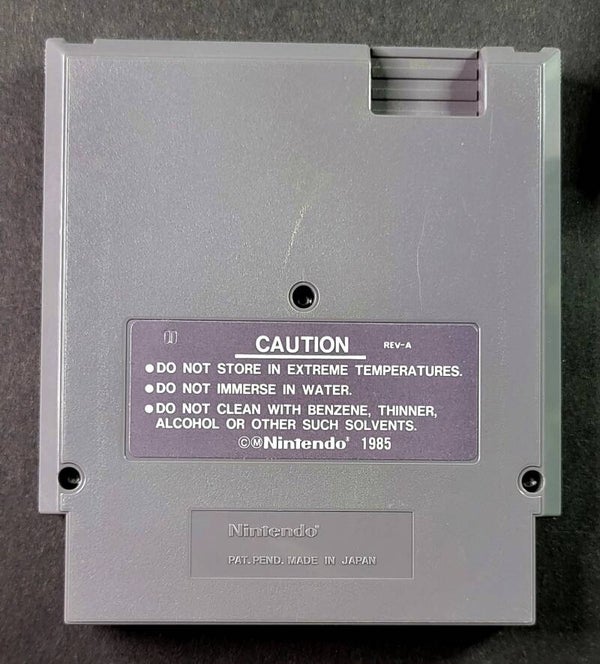 CAUTION REV-A
●DO NOT STORE IN EXTREME TEMPERATURES.
●DO NOT IMMERSE IN WATER.
●DO NOT CLEAN WITH BENZENE, THINNER,
ALCOHOL OR OTHER SUCH SOLVENTS.
©Ⓜ Nintendo® 1985
Nintendo®
PAT. PEND. MADE IN JAPAN